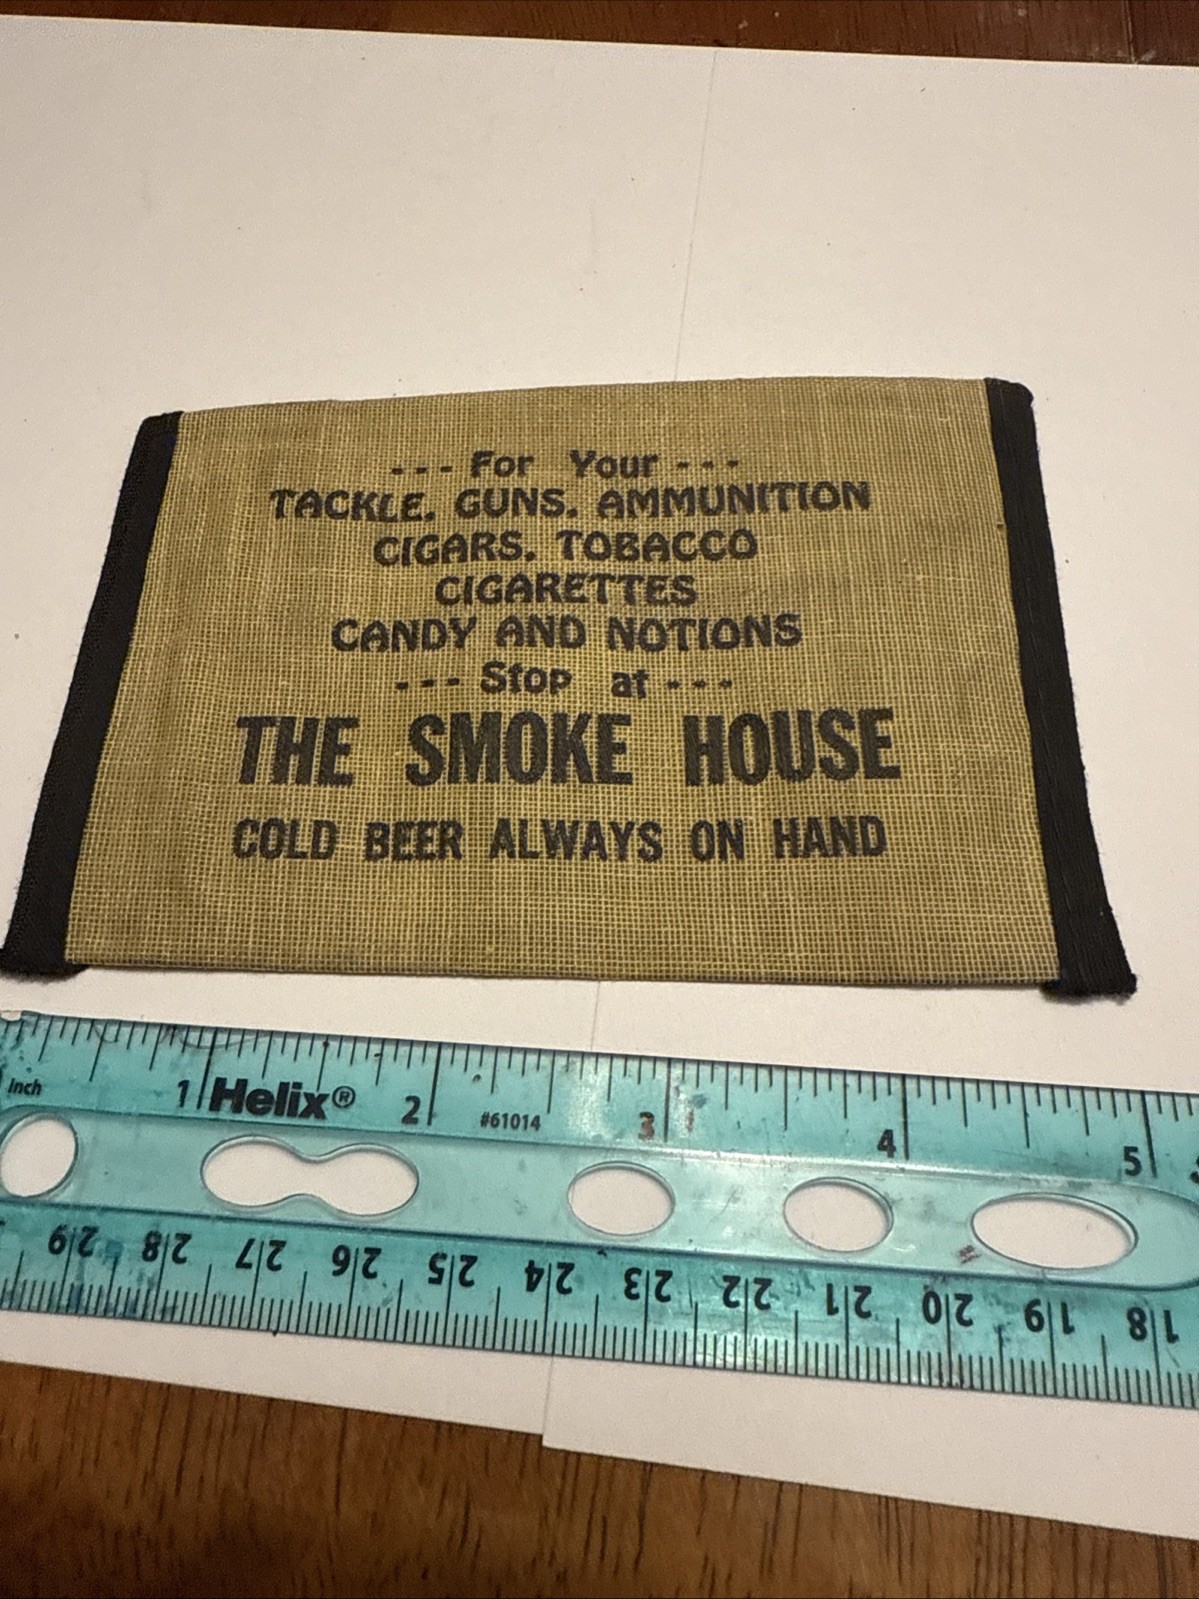 --- For Your ---
TACKLE, GUNS, AMMUNITION
CIGARS, TOBACCO
CIGARETTES
CANDY AND NOTIONS
--- Stop at ---
THE SMOKE HOUSE
COLD BEER ALWAYS ON HAND
Inch 1 Helix® 2 #61014 3 4 5
29 28 27 26 25 24 23 22 21 20 19 18